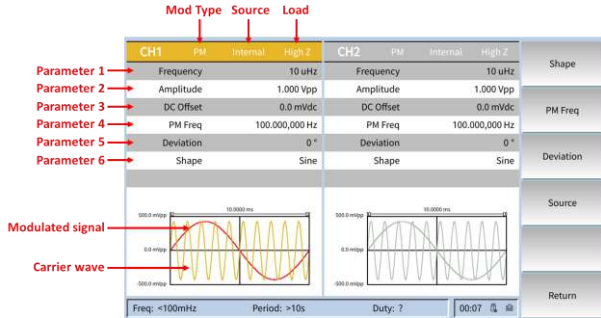 Mod Type Source Load
CH1 PM Internal High Z CH2 PM Internal High Z
Shape
Parameter 1 Frequency 10 uHz Frequency 10 uHz
Parameter 2 Amplitude 1.000 Vpp Amplitude 1.000 Vpp
Parameter 3 DC Offset 0.0 mVdc DC Offset 0.0 mVdc
PM Freq
Parameter 4 PM Freq 100.000,000 Hz PM Freq 100.000,000 Hz
Parameter 5 Deviation 0 ° Deviation 0 °
Deviation
Parameter 6 Shape Sine Shape Sine
Source
10.0000 ms 10.0000 ms
500.0 mVpp 500.0 mVpp
Modulated signal
0.0 mVpp 0.0 mVpp
Carrier wave
-500.0 mVpp -500.0 mVpp
Return
Freq: <100mHz Period: >10s Duty: ? 00:07